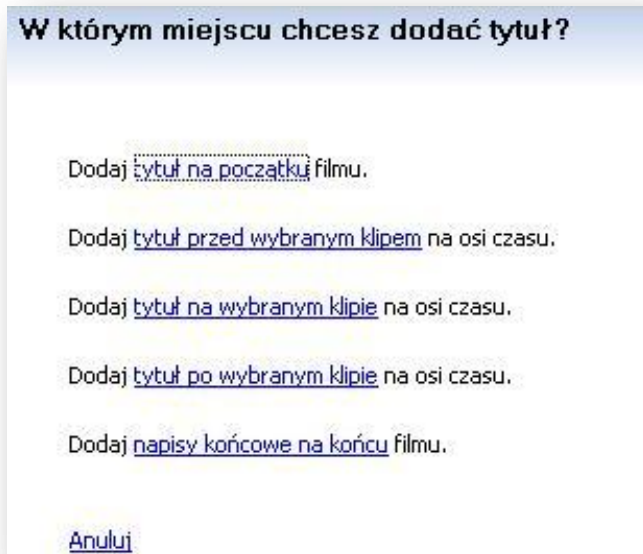 W którym miejscu chcesz dodać tytuł?
Dodaj tytuł na początku filmu.
Dodaj tytuł przed wybranym klipem na osi czasu.
Dodaj tytuł na wybranym klipie na osi czasu.
Dodaj tytuł po wybranym klipie na osi czasu.
Dodaj napisy końcowe na końcu filmu.
Anuluj